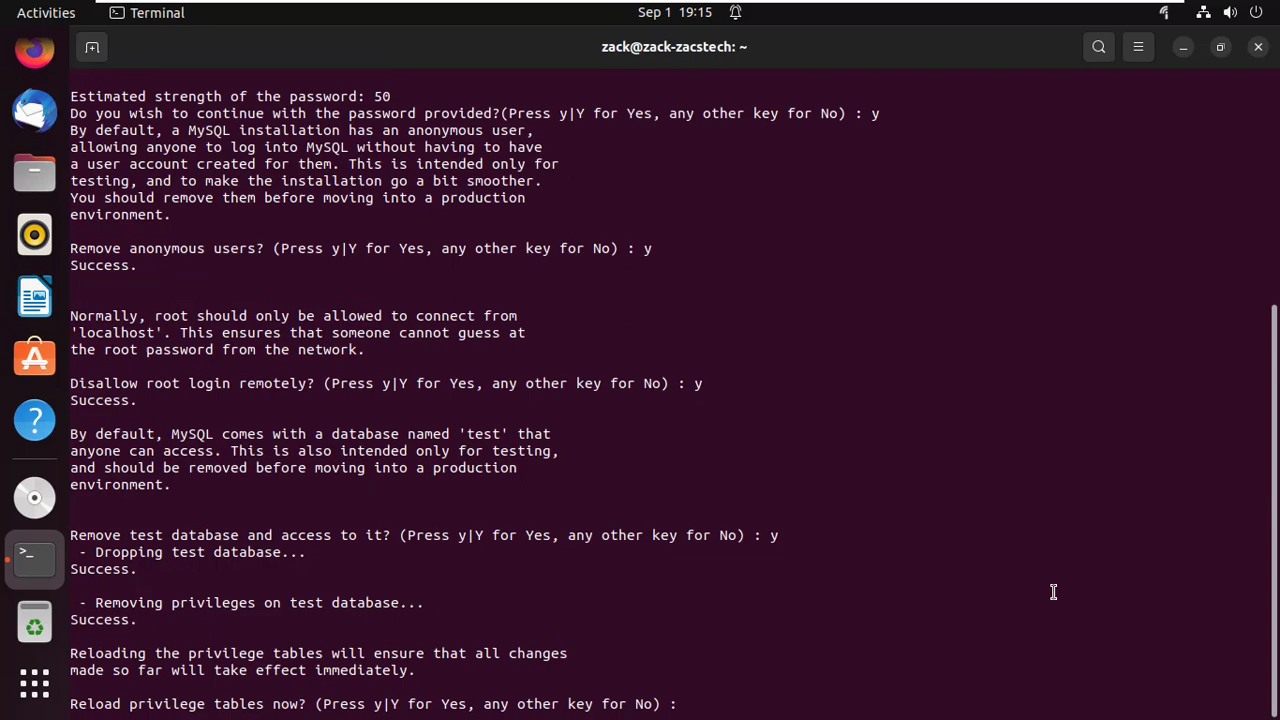 Activities
Terminal
Sep 1 19:15
zack@zack-zacstech: ~
Estimated strength of the password: 50
Do you wish to continue with the password provided?(Press y|Y for Yes, any other key for No) : y
By default, a MySQL installation has an anonymous user,
allowing anyone to log into MySQL without having to have
a user account created for them. This is intended only for
testing, and to make the installation go a bit smoother.
You should remove them before moving into a production
environment.
Remove anonymous users? (Press y|Y for Yes, any other key for No) : y
Success.
Normally, root should only be allowed to connect from
'localhost'. This ensures that someone cannot guess at
the root password from the network.
Disallow root login remotely? (Press y|Y for Yes, any other key for No) : y
Success.
By default, MySQL comes with a database named 'test' that
anyone can access. This is also intended only for testing,
and should be removed before moving into a production
environment.
Remove test database and access to it? (Press y|Y for Yes, any other key for No) : y
- Dropping test database...
Success.
- Removing privileges on test database...
Success.
Reloading the privilege tables will ensure that all changes
made so far will take effect immediately.
Reload privilege tables now? (Press y|Y for Yes, any other key for No) :